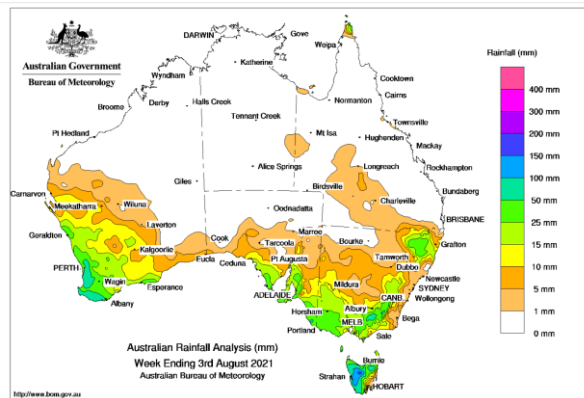 Australian Government
Bureau of Meteorology
DARWIN
Gove
Weipa
Katherine
Wyndham
Cooktown
Cairns
Derby
Halls Creek
Normanton
Broome
Townsville
Tennant Creek
Mt Isa
Hughenden
Pt Hedland
Mackay
Longreach
Rockhampton
Alice Springs
Giles
Birdsville
Bundaberg
Carnarvon
Wiluna
Charleville
Meekatharra
Oodnadatta
BRISBANE
Laverton
Marree
Geraldton
Cook
Bourke
Grafton
Kalgoorlie
Tarcoola
Eucla
Ceduna
Pt Augusta
Tamworth
Dubbo
PERTH
Wagin
Esperance
Mildura
Newcastle
SYDNEY
ADELAIDE
CANB.
Wollongong
Albany
Horsham
Albury
Bega
MELB
Portland
Sale
Burnie
Strahan
HOBART
Rainfall (mm)
400 mm
300 mm
200 mm
150 mm
100 mm
50 mm
25 mm
15 mm
10 mm
5 mm
1 mm
0 mm
Australian Rainfall Analysis (mm)
Week Ending 3rd August 2021
Australian Bureau of Meteorology
http://www.bom.gov.au